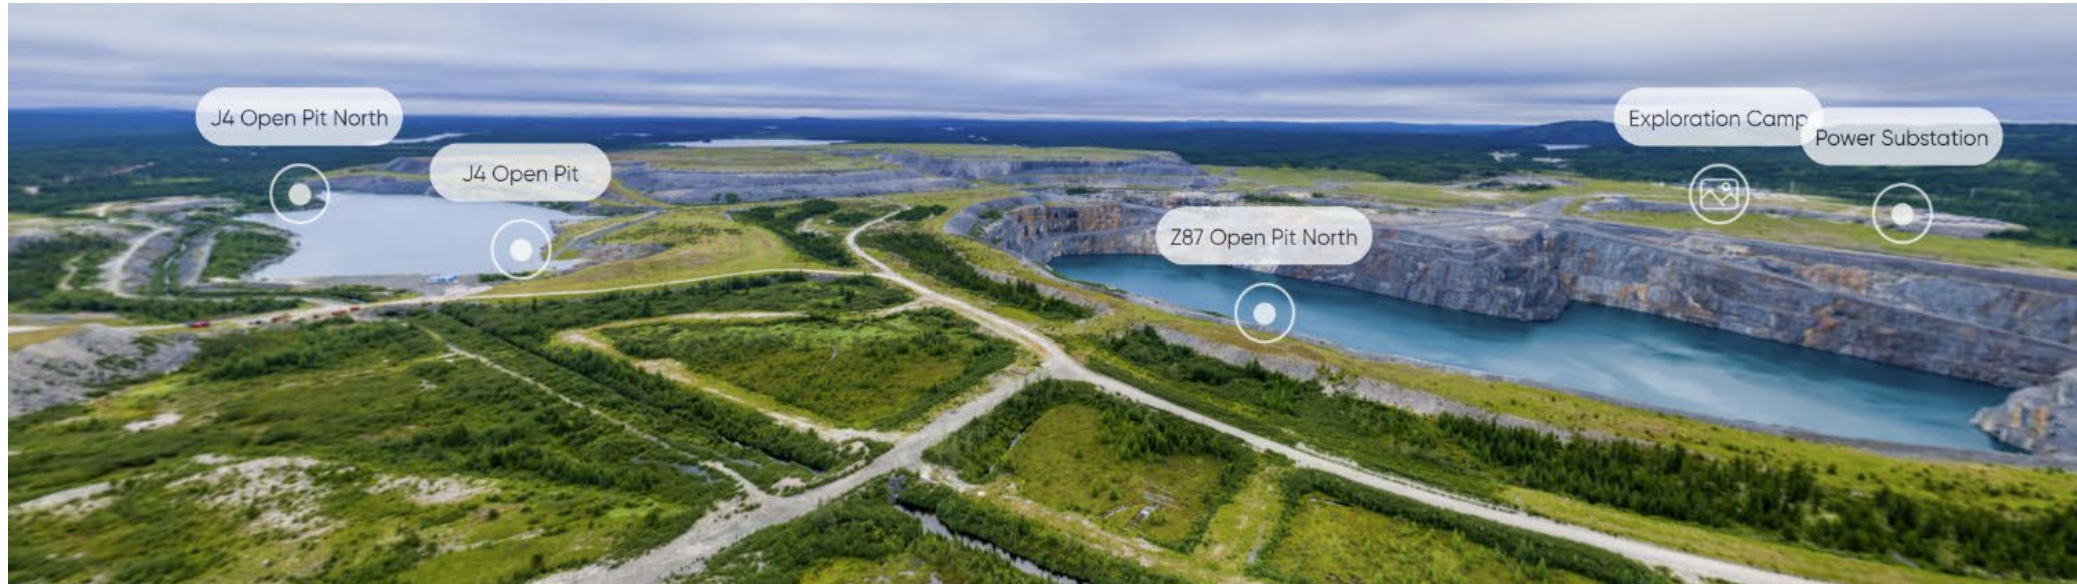 J4 Open Pit North
J4 Open Pit
Z87 Open Pit North
Exploration Camp
Power Substation